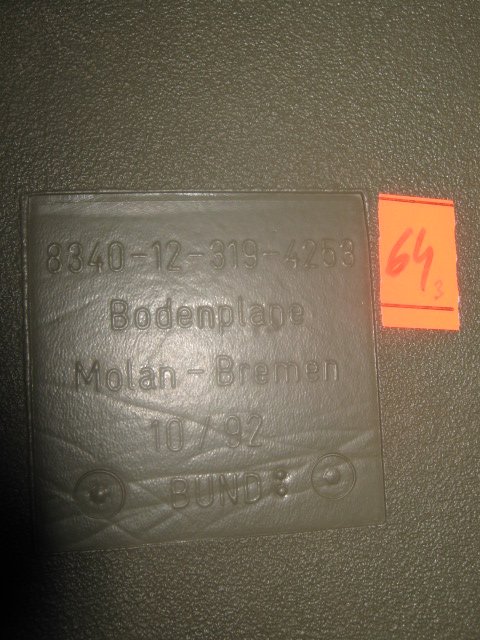 8340-12-319-4253
Bodenplane
Molan - Bremen
10/92
BUND
64
3